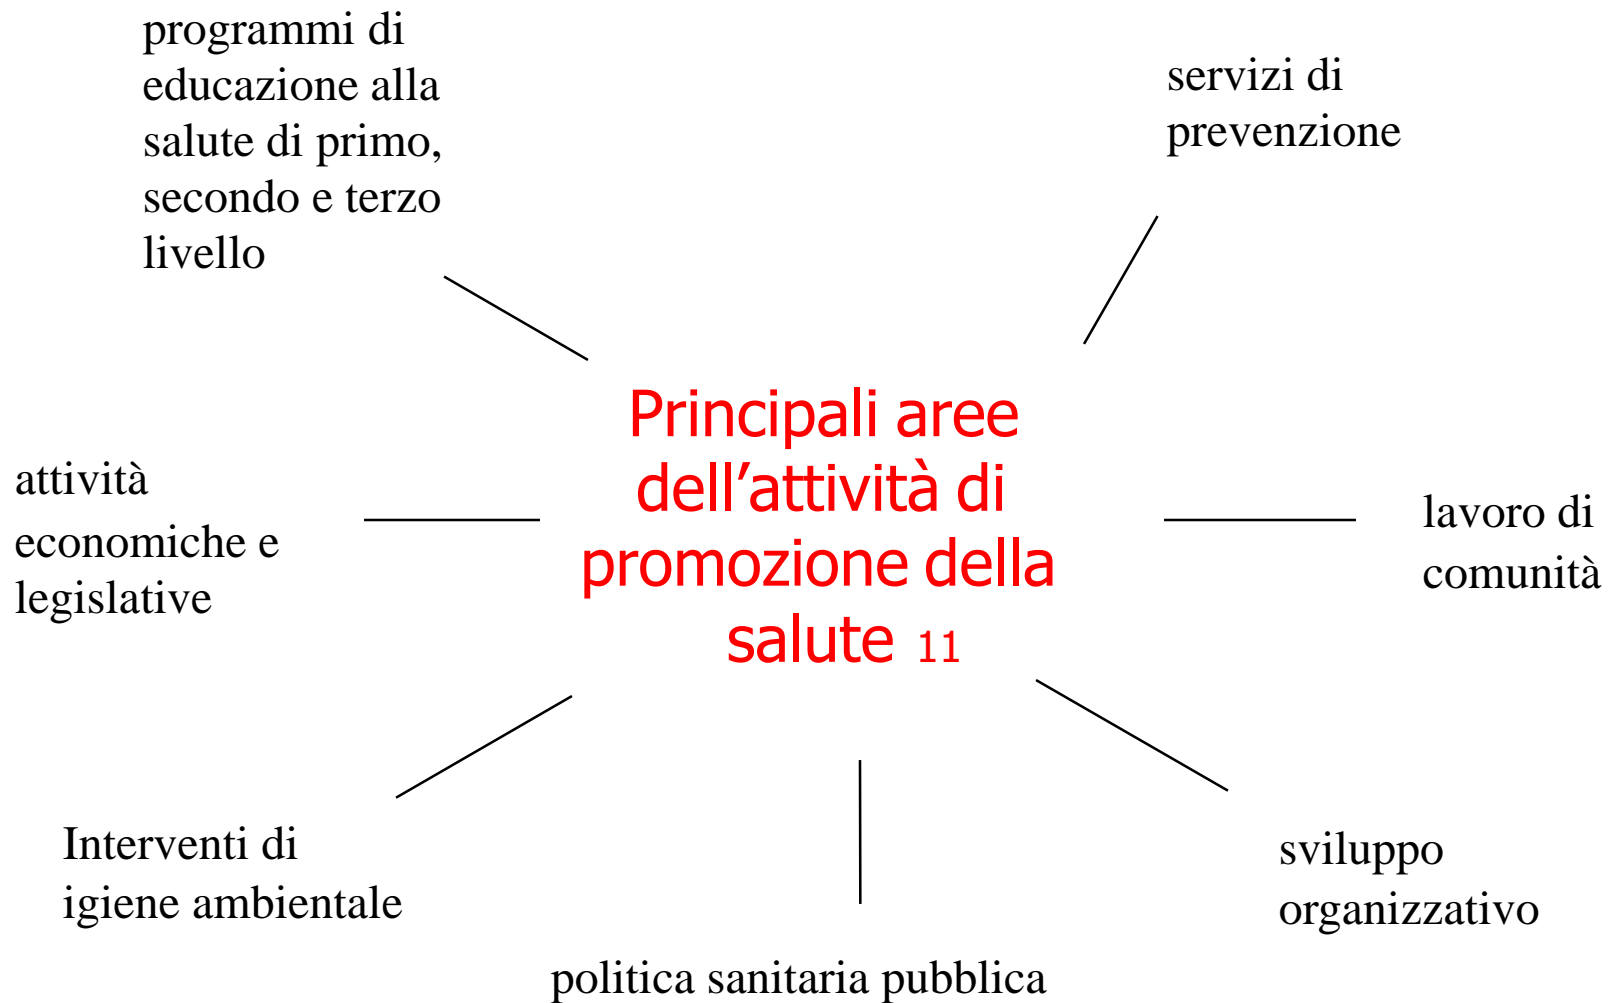 programmi di
educazione alla
salute di primo,
secondo e terzo
livello
servizi di
prevenzione
Principali aree
dell’attività di
promozione della
salute 11
attività
economiche e
legislative
lavoro di
comunità
Interventi di
igiene ambientale
sviluppo
organizzativo
politica sanitaria pubblica